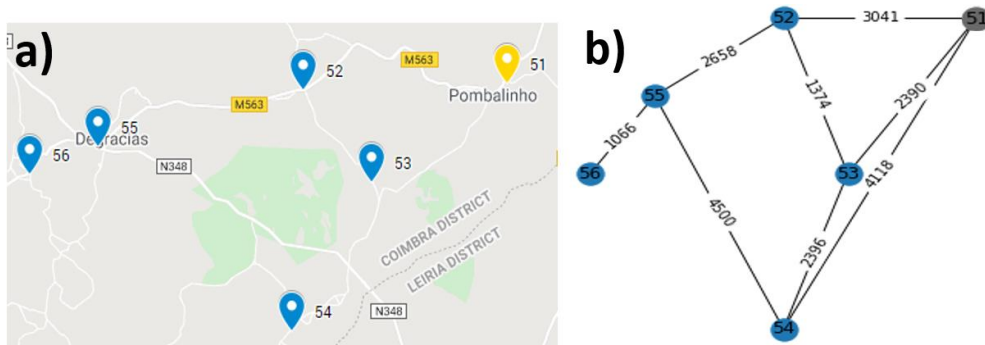 a)
M563
52
51
Pombalinho
M563
55
Degracias
56
N348
53
COIMBRA DISTRICT
LEIRIA DISTRICT
54
N348
b)
52
3041
51
2658
1374
2390
55
1066
56
53
4118
4500
2396
54